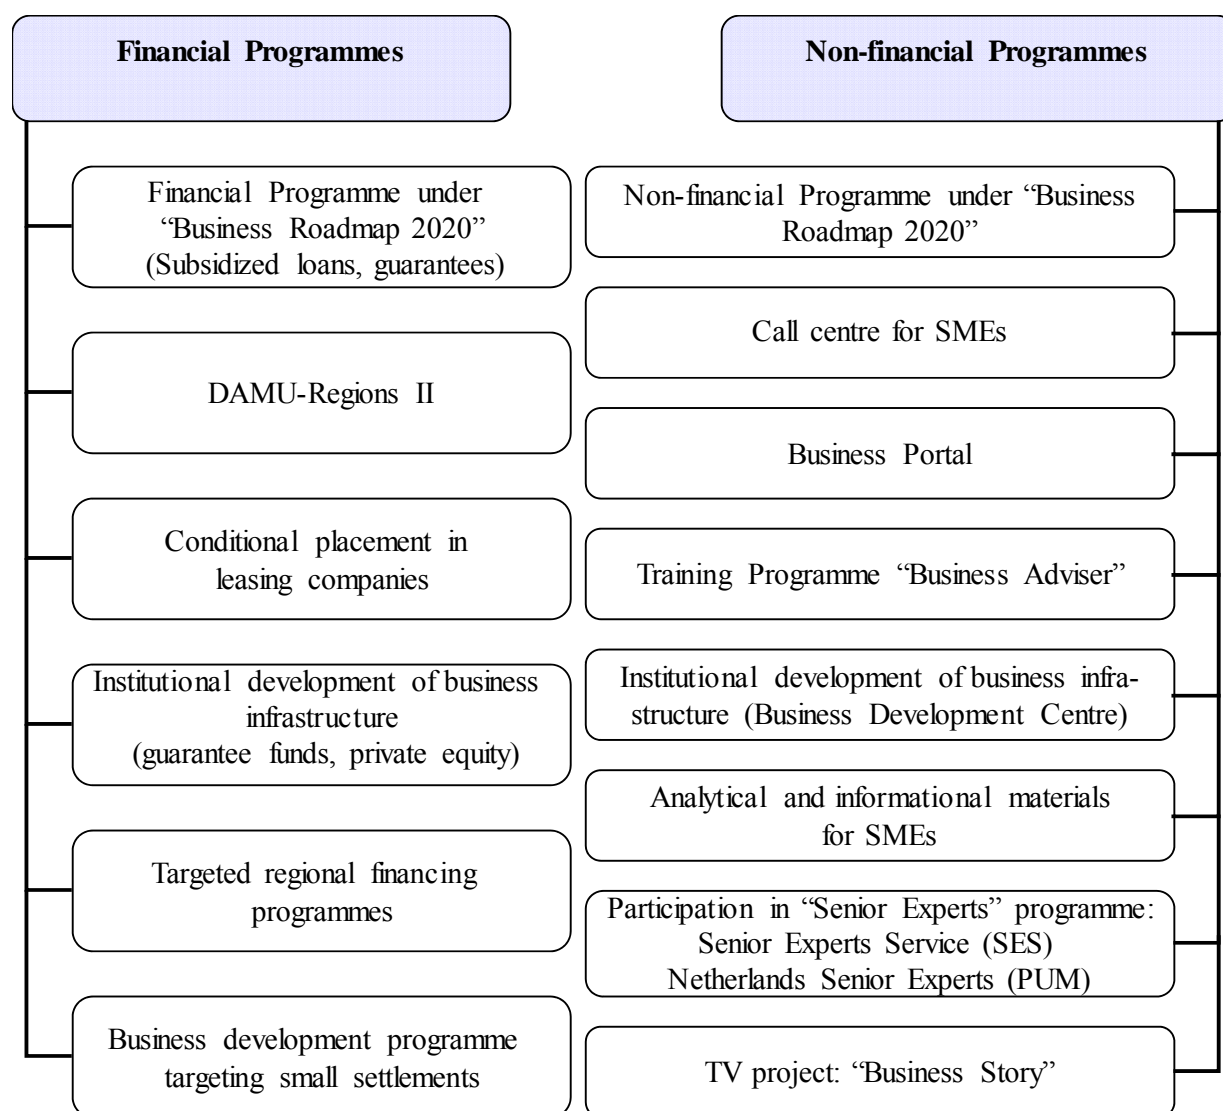 Financial Programmes
Financial Programme under
“Business Roadmap 2020”
(Subsidized loans, guarantees)
DAMU-Regions II
Conditional placement in
leasing companies
Institutional development of business
infrastructure
(guarantee funds, private equity)
Targeted regional financing
programmes
Business development programme
targeting small settlements
Non-financial Programmes
Non-financial Programme under “Business
Roadmap 2020”
Call centre for SMEs
Business Portal
Training Programme “Business Adviser”
Institutional development of business infra-
structure (Business Development Centre)
Analytical and informational materials
for SMEs
Participation in “Senior Experts” programme:
Senior Experts Service (SES)
Netherlands Senior Experts (PUM)
TV project: “Business Story”